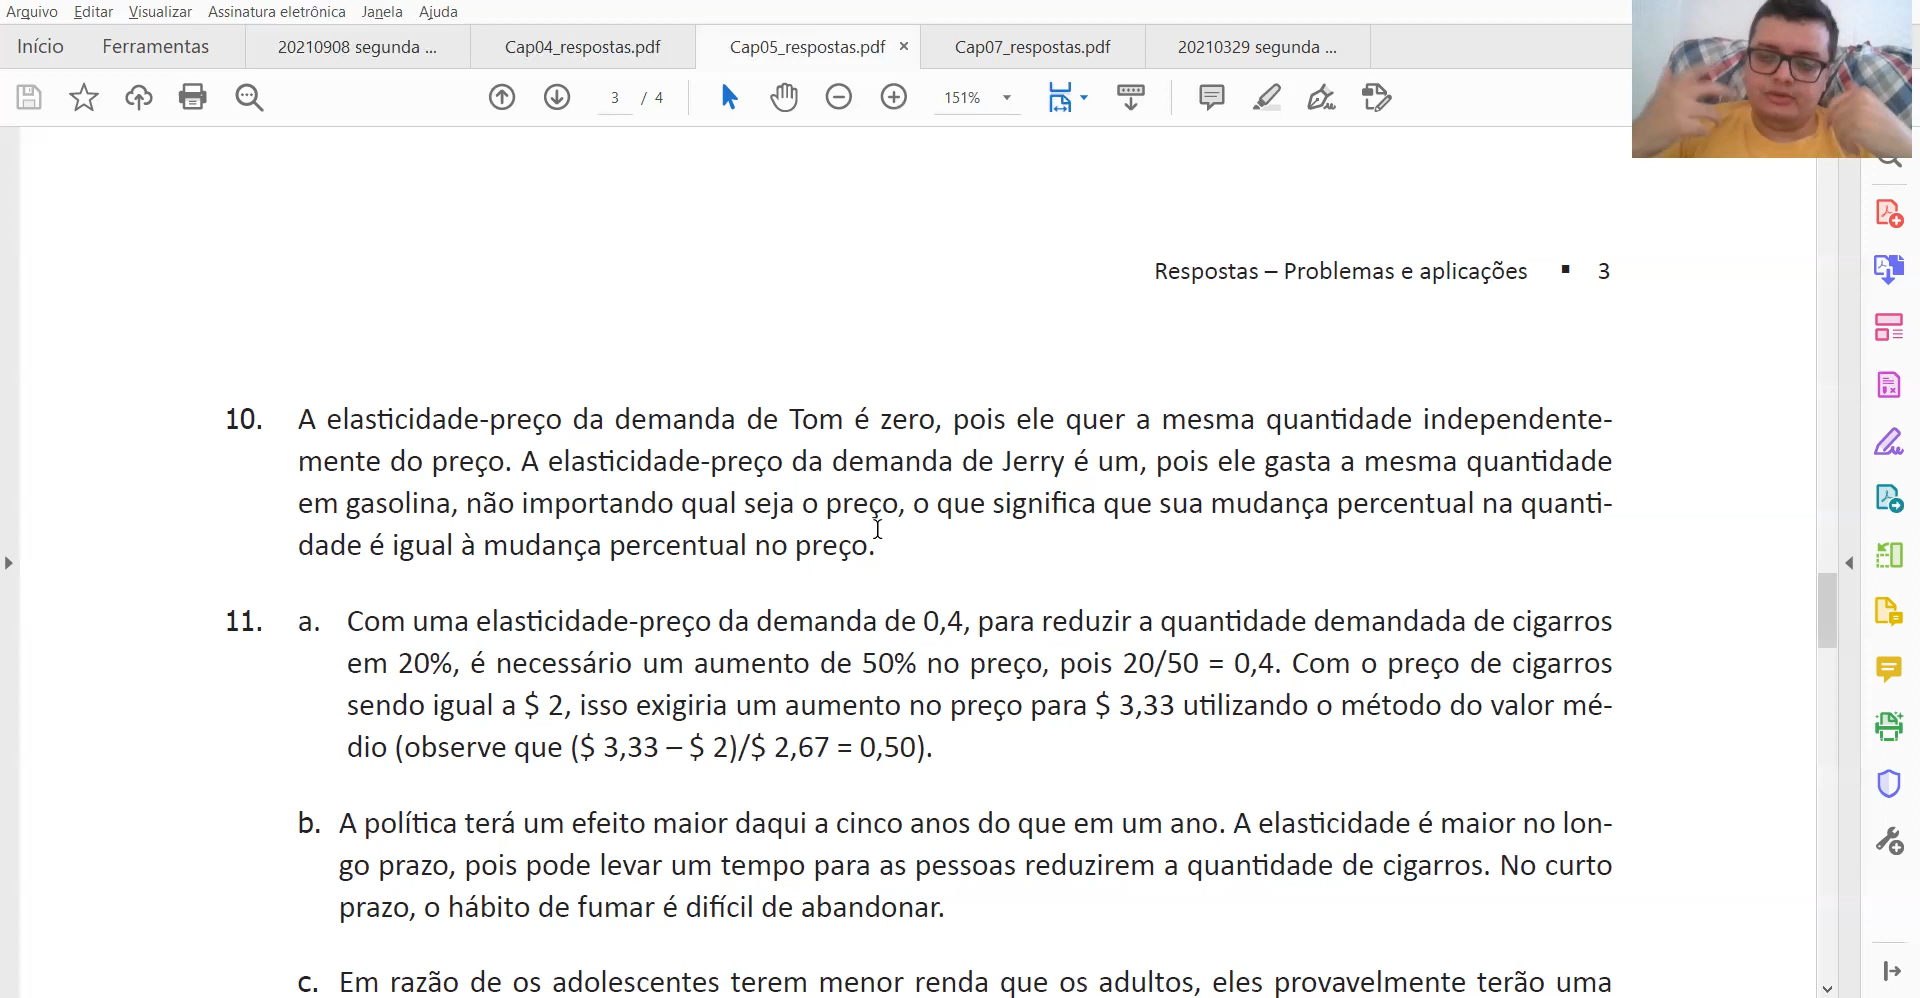 Arquivo Editar Visualizar Assinatura eletrônica Janela Ajuda
Início Ferramentas 20210908 segunda ... Cap04_respostas.pdf Cap05_respostas.pdf × Cap07_respostas.pdf 20210329 segunda ...
3 / 4 151%
Respostas – Problemas e aplicações ▪ 3
10. A elasticidade-preço da demanda de Tom é zero, pois ele quer a mesma quantidade independente-
mente do preço. A elasticidade-preço da demanda de Jerry é um, pois ele gasta a mesma quantidade
em gasolina, não importando qual seja o preço, o que significa que sua mudança percentual na quanti-
dade é igual à mudança percentual no preço.
11. a. Com uma elasticidade-preço da demanda de 0,4, para reduzir a quantidade demandada de cigarros
em 20%, é necessário um aumento de 50% no preço, pois 20/50 = 0,4. Com o preço de cigarros
sendo igual a $ 2, isso exigiria um aumento no preço para $ 3,33 utilizando o método do valor mé-
dio (observe que ($ 3,33 – $ 2)/$ 2,67 = 0,50).
b. A política terá um efeito maior daqui a cinco anos do que em um ano. A elasticidade é maior no lon-
go prazo, pois pode levar um tempo para as pessoas reduzirem a quantidade de cigarros. No curto
prazo, o hábito de fumar é difícil de abandonar.
c. Em razão de os adolescentes terem menor renda que os adultos, eles provavelmente terão uma